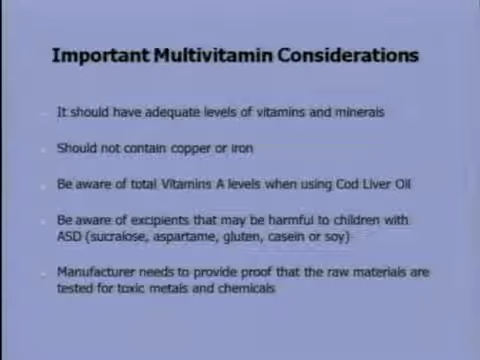 Important Multivitamin Considerations
It should have adequate levels of vitamins and minerals
Should not contain copper or iron
Be aware of total Vitamins A levels when using Cod Liver Oil
Be aware of excipients that may be harmful to children with
ASD (sucralose, aspartame, gluten, casein or soy)
Manufacturer needs to provide proof that the raw materials are
tested for toxic metals and chemicals